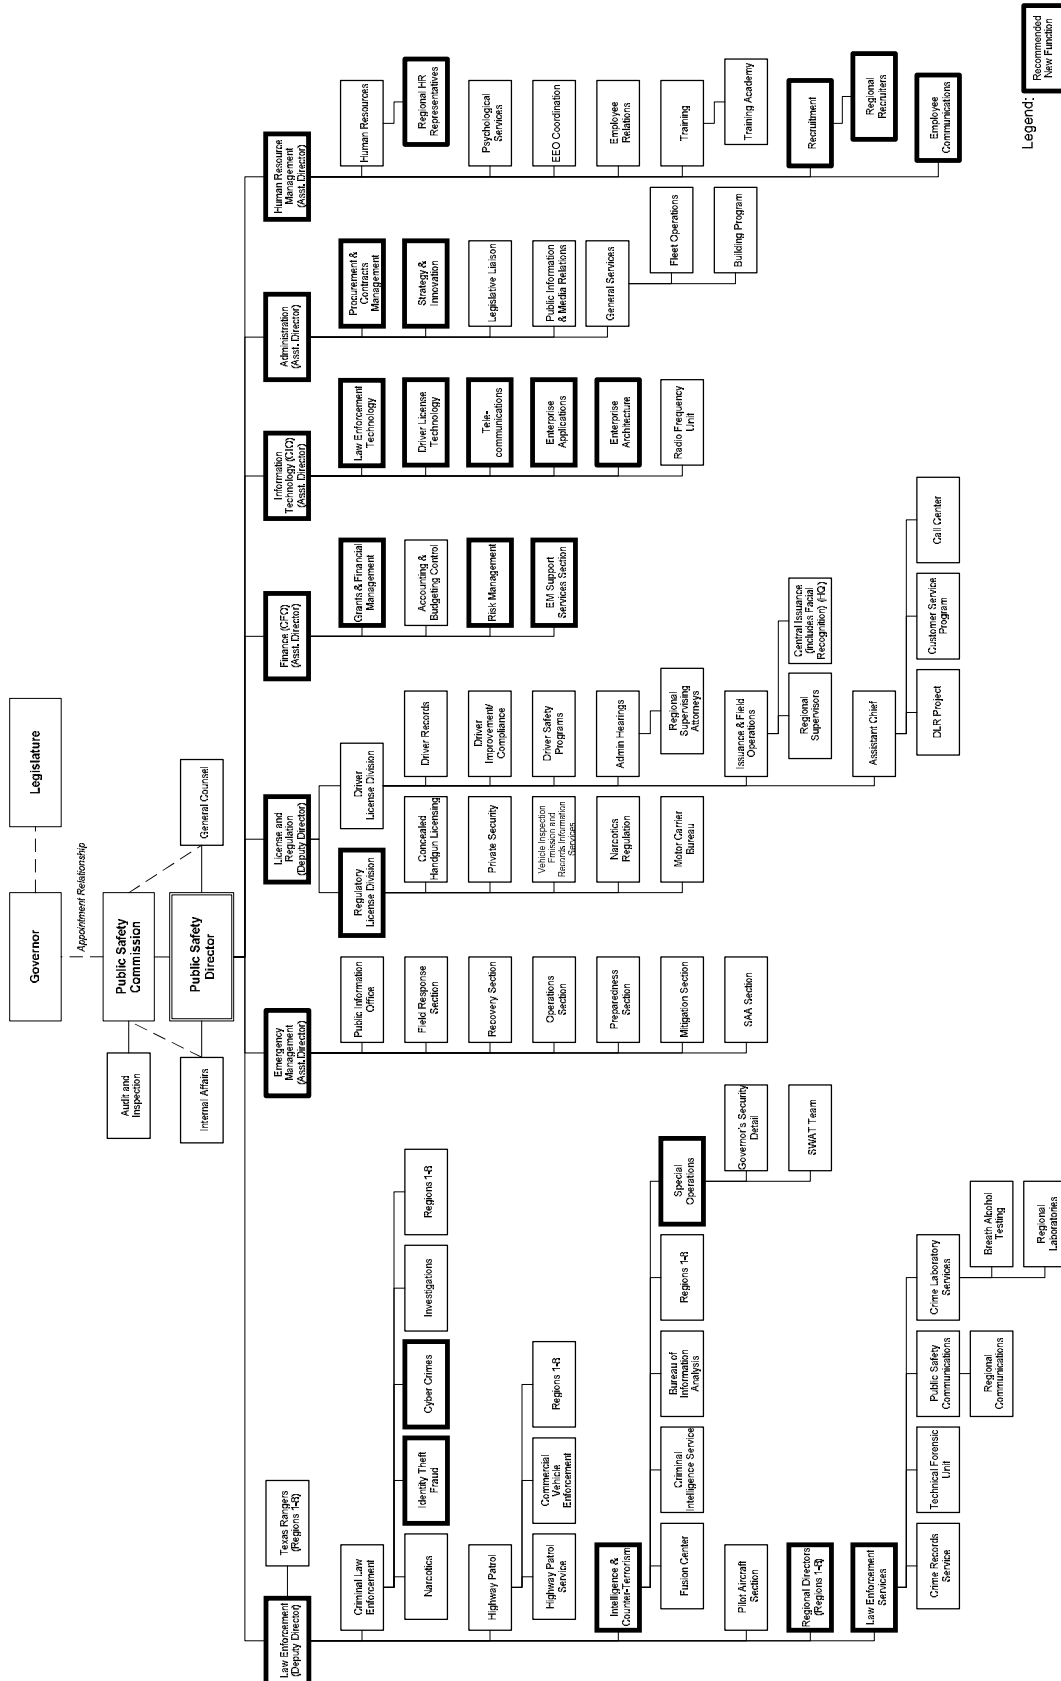 Governor
Legislature
Appointment Relationship
Public Safety
Commission
Audit and
Inspection
Public Safety
Director
Internal Affairs
General Counsel
Law Enforcement
(Deputy Director)
Texas Rangers
(Regions 1-8)
Criminal Law
Enforcement
Narcotics
Identity Theft
Fraud
Cyber Crimes
Investigations
Regions 1-8
Highway Patrol
Highway Patrol
Service
Commercial
Vehicle
Enforcement
Regions 1-8
Intelligence &
Counter-Terrorism
Fusion Center
Criminal
Intelligence Service
Bureau of
Information
Analysis
Regions 1-8
Special
Operations
Governor's Security
Detail
SWAT Team
Pilot Aircraft
Section
Regional Directors
(Regions 1-8)
Law Enforcement
Services
Crime Records
Service
Technical Forensic
Unit
Public Safety
Communications
Regional
Communications
Crime Laboratory
Services
Breath Alcohol
Testing
Regional
Laboratories
Emergency
Management
(Asst. Director)
Public Information
Office
Field Response
Section
Recovery Section
Operations
Section
Preparedness
Section
Mitigation Section
SAA Section
License and
Regulation
(Deputy Director)
Regulatory
License Division
Concealed
Handgun Licensing
Private Security
Vehicle Inspection
Emission and
Records Information
Services
Narcotics
Regulation
Motor Carrier
Bureau
Driver
License Division
Driver Records
Driver
Improvement/
Compliance
Driver Safety
Programs
Admin Hearings
Regional
Supervising
Attorneys
Issuance & Field
Operations
Regional
Supervisors
Central Issuance
(includes Facial
Recognition) (HQ)
Assistant Chief
DLR Project
Customer Service
Program
Call Center
Finance (CFO)
(Asst. Director)
Grants & Financial
Management
Accounting &
Budgeting Control
Risk Management
EM Support
Services Section
Information
Technology (CIO)
(Asst. Director)
Law Enforcement
Technology
Driver License
Technology
Tele-
communications
Enterprise
Applications
Enterprise
Architecture
Radio Frequency
Unit
Administration
(Asst. Director)
Procurement &
Contracts
Management
Strategy &
Innovation
Legislative Liaison
Public Information
& Media Relations
General Services
Fleet Operations
Building Program
Human Resource
Management
(Asst. Director)
Human Resources
Regional HR
Representatives
Psychological
Services
EEO Coordination
Employee
Relations
Training
Training Academy
Recruitment
Regional
Recruiters
Employee
Communications
Legend:
Recommended
New Function